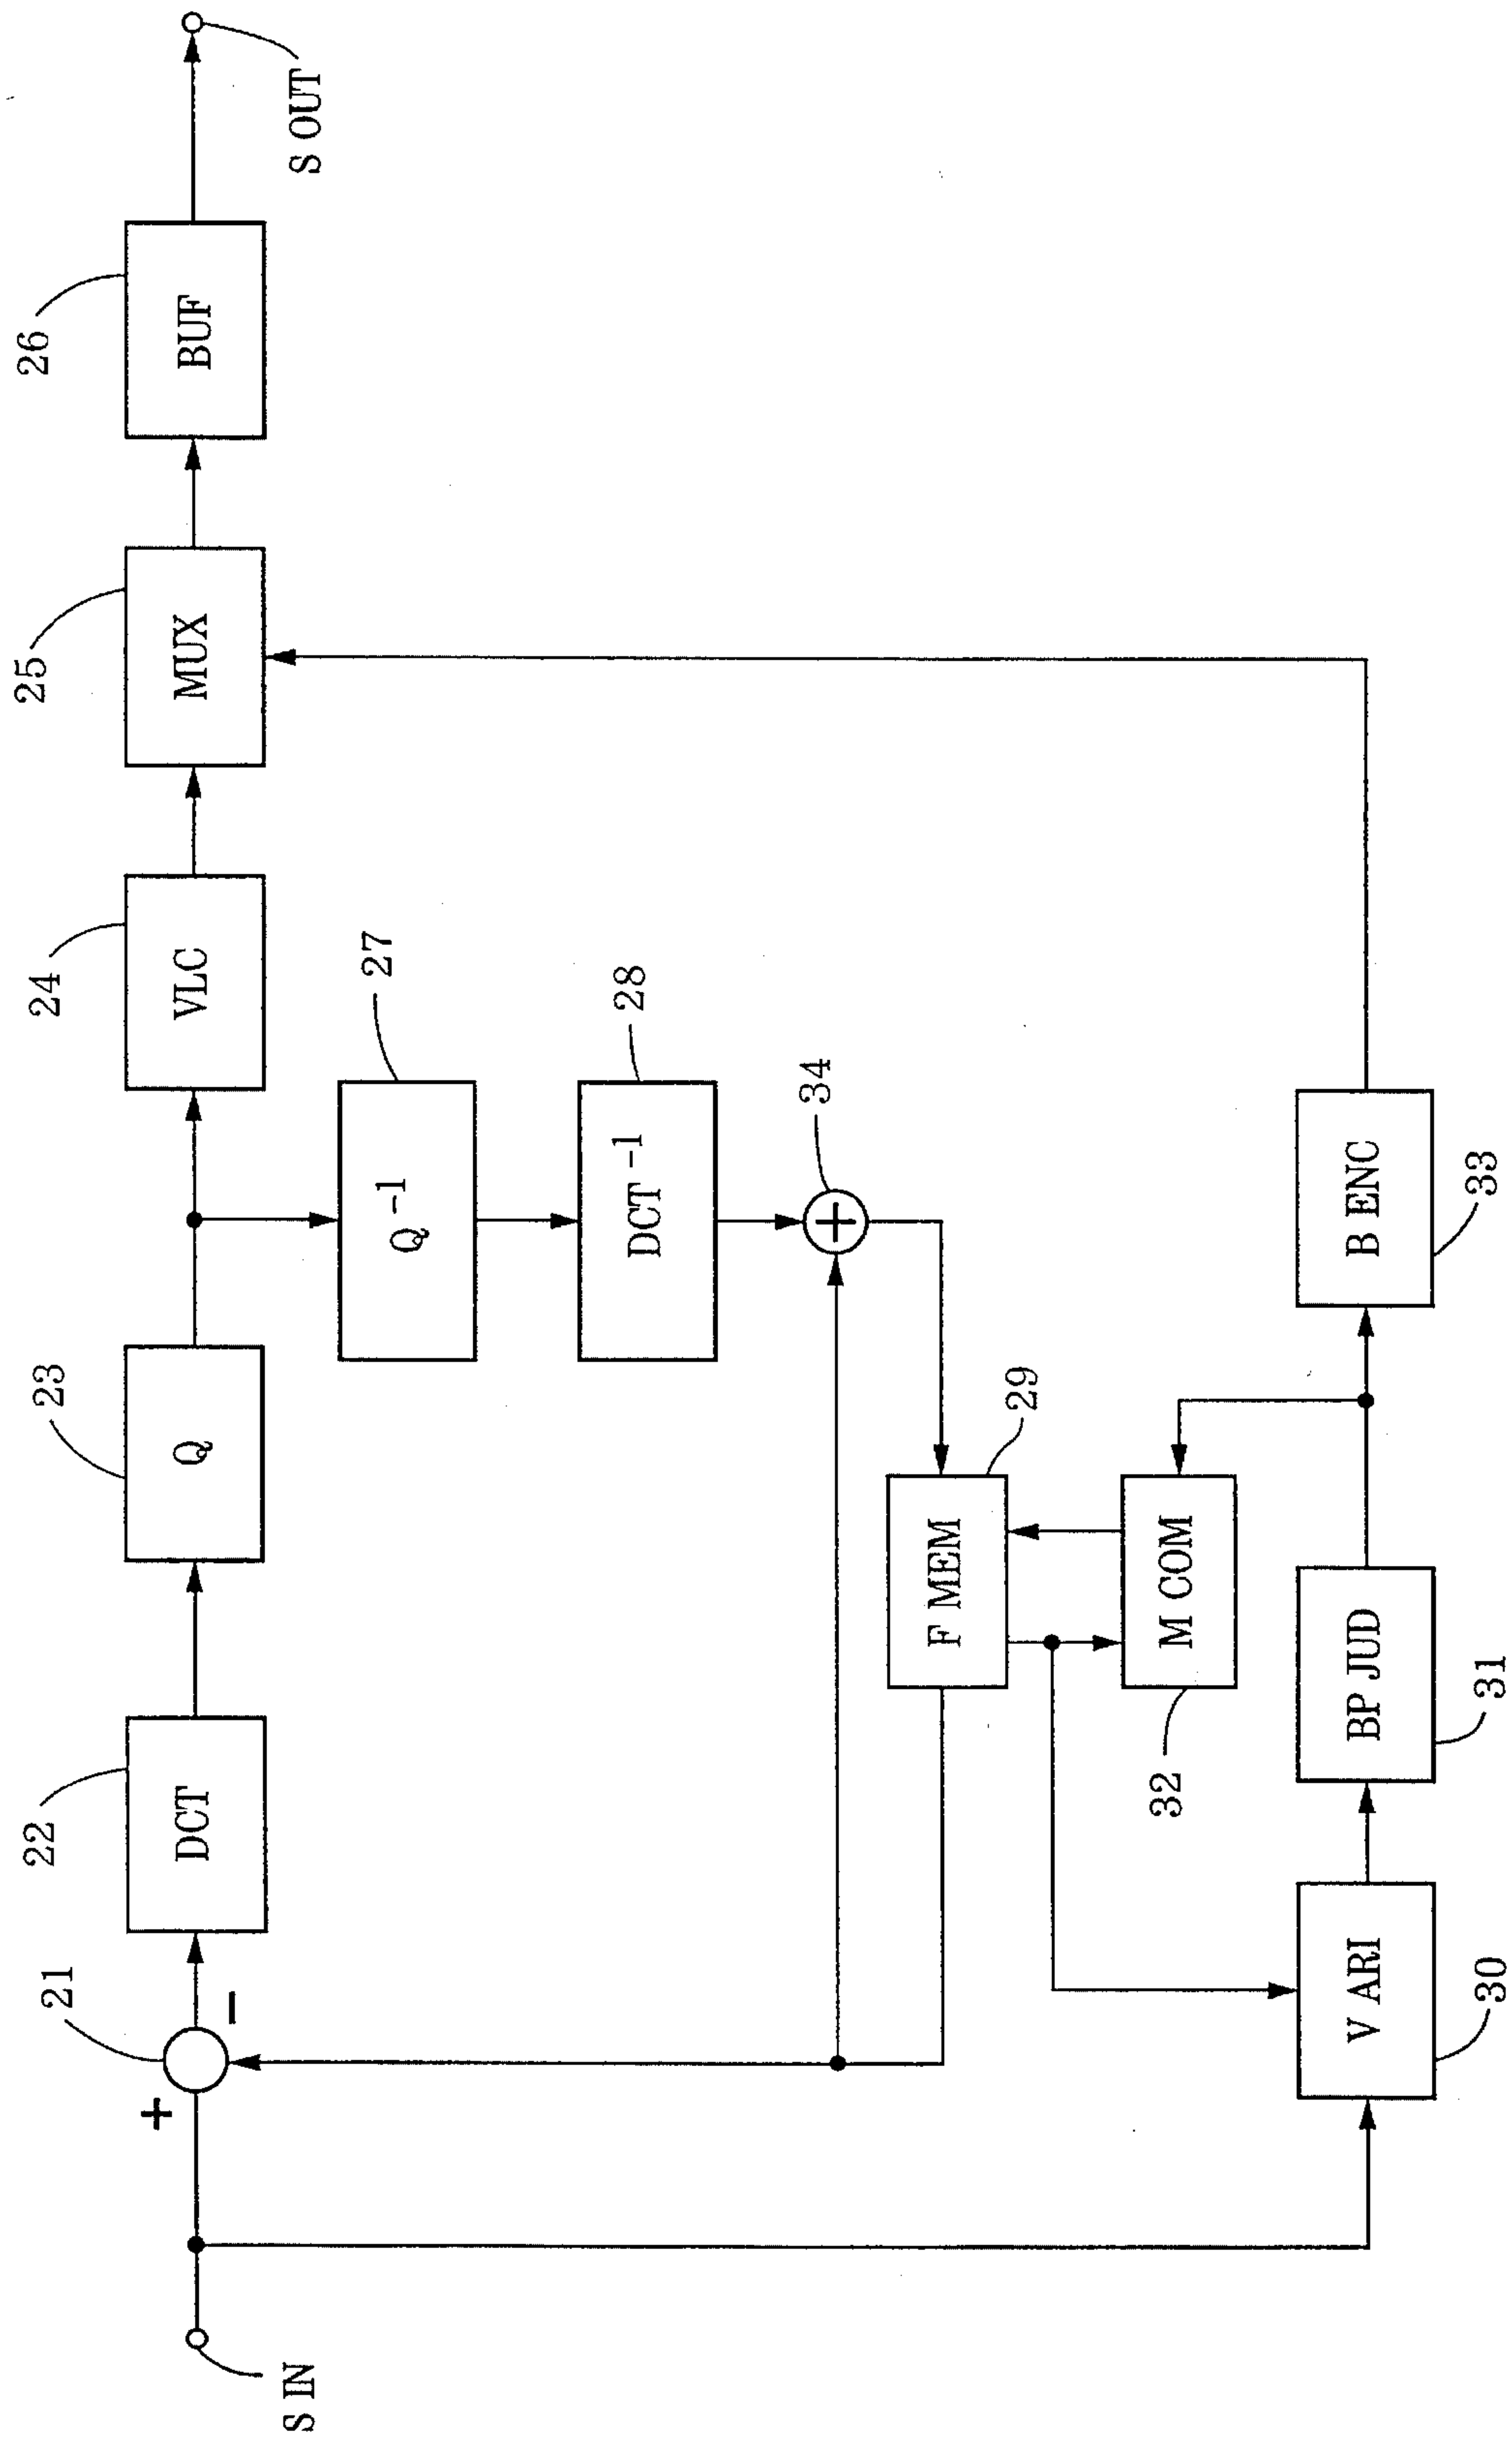 S IN
+
−
21
DCT
22
Q
23
VLC
24
MUX
25
BUF
26
S OUT
Q⁻¹
27
DCT⁻¹
28
+
34
F MEM
29
M COM
32
V ARI
30
BP JUD
31
B ENC
33